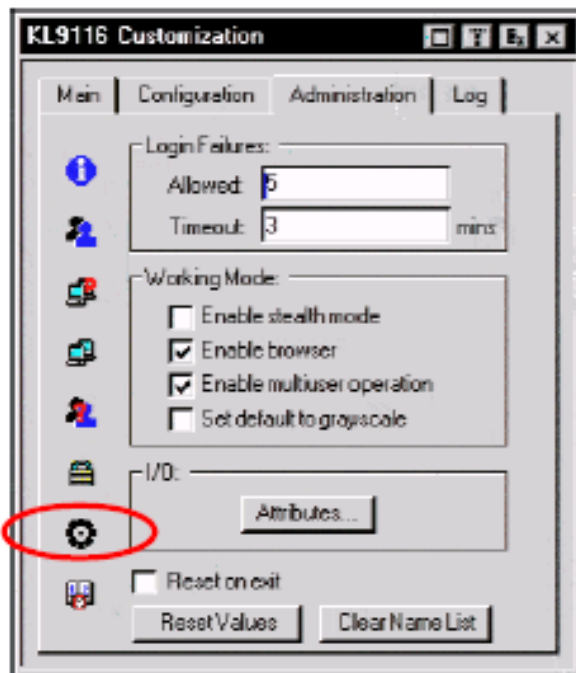 KL9116 Customization
Main Configuration Administration Log
Login Failures:
Allowed: 5
Timeout: 3 mins
Working Mode:
Enable stealth mode
Enable browser
Enable multiuser operation
Set default to grayscale
I/O:
Attributes...
Reset on exit
Reset Values Clear Name List